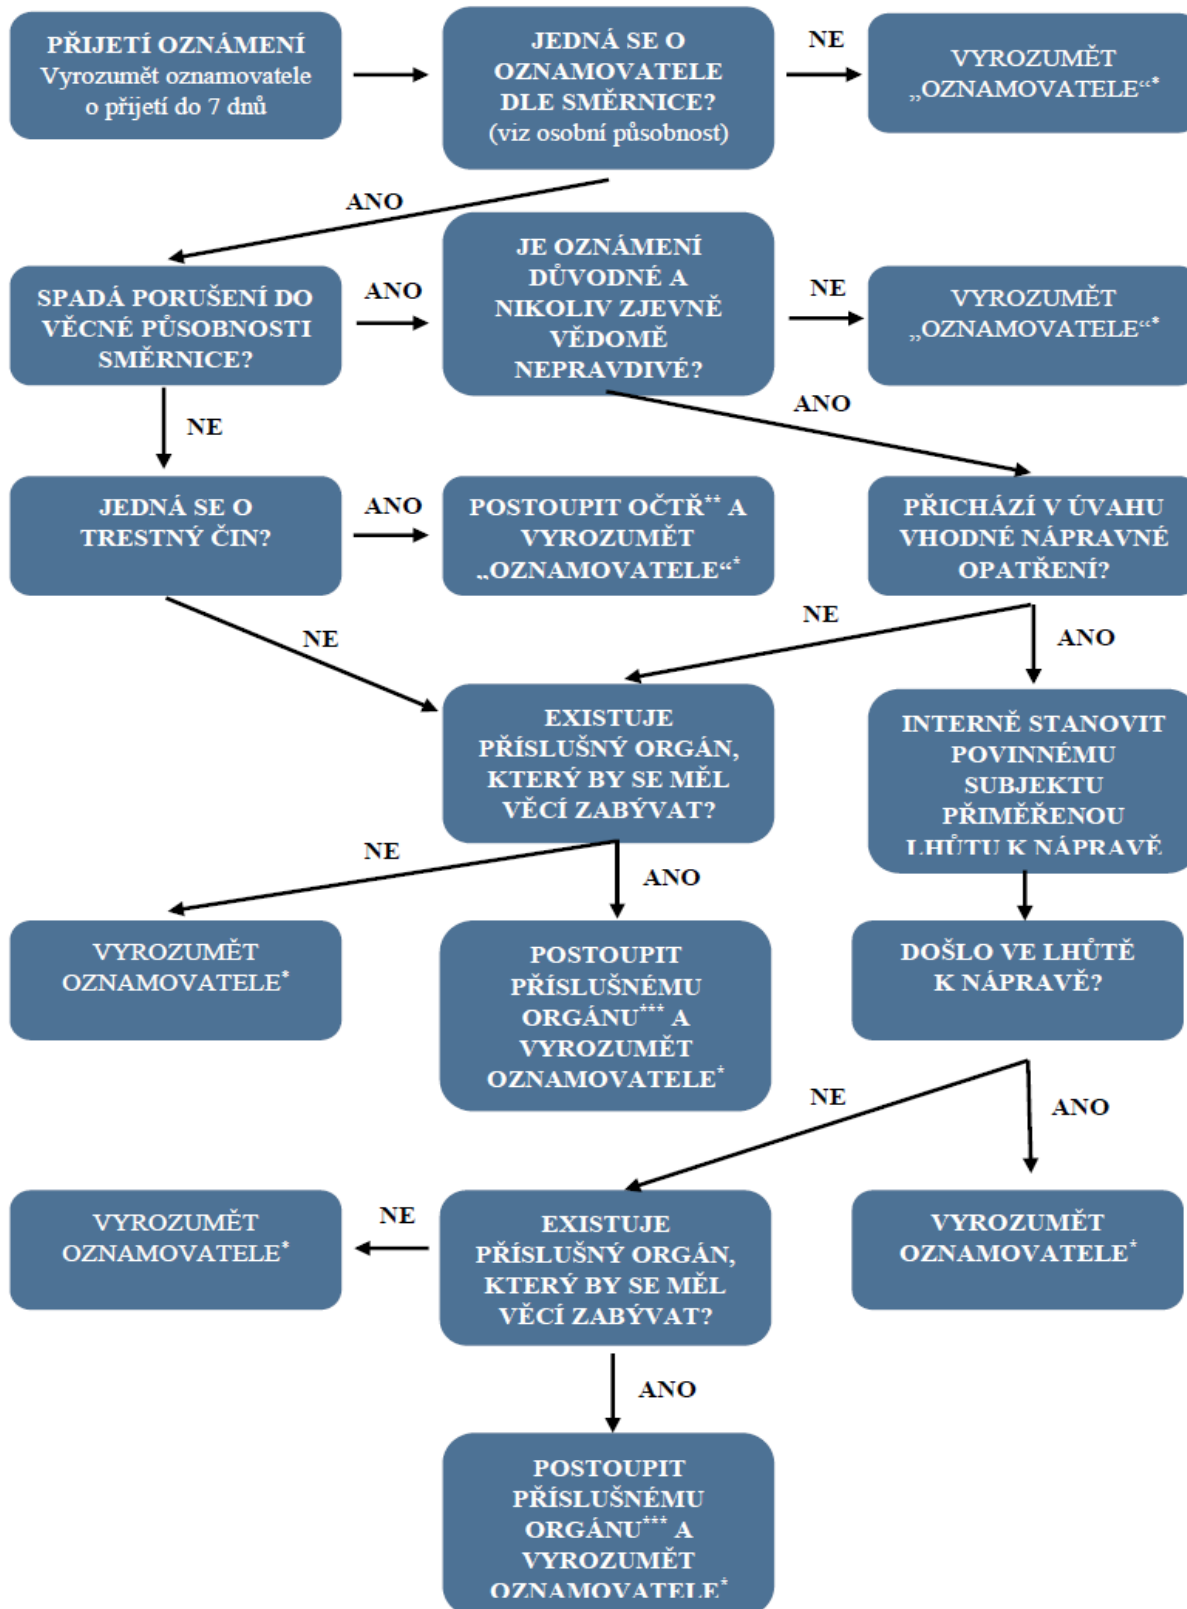 PŘIJETÍ OZNÁMENÍ
Vyrozumět oznamovatele
o přijetí do 7 dnů
JEDNÁ SE O
OZNAMOVATELE
DLE SMĚRNICE?
(viz osobní působnost)
NE
VYROZUMĚT
„OZNAMOVATELE“*
ANO
SPADÁ PORUŠENÍ DO
VĚCNÉ PŮSOBNOSTI
SMĚRNICE?
ANO
JE OZNÁMENÍ
DŮVODNÉ A
NIKOLIV ZJEVNĚ
VĚDOMĚ
NEPRAVDIVÉ?
NE
VYROZUMĚT
„OZNAMOVATELE“*
NE
ANO
JEDNÁ SE O
TRESTNÝ ČIN?
ANO
POSTOUPIT OČTŘ** A
VYROZUMĚT
„OZNAMOVATELE“*
PŘICHÁZÍ V ÚVAHU
VHODNÉ NÁPRAVNÉ
OPATŘENÍ?
NE
NE
ANO
EXISTUJE
PŘÍSLUŠNÝ ORGÁN,
KTERÝ BY SE MĚL
VĚCÍ ZABÝVAT?
INTERNĚ STANOVIT
POVINNÉMU
SUBJEKTU
PŘIMĚŘENOU
LHŮTU K NÁPRAVĚ
NE
ANO
VYROZUMĚT
OZNAMOVATELE*
POSTOUPIT
PŘÍSLUŠNÉMU
ORGÁNU*** A
VYROZUMĚT
OZNAMOVATELE*
DOŠLO VE LHŮTĚ
K NÁPRAVĚ?
NE
ANO
VYROZUMĚT
OZNAMOVATELE*
NE
EXISTUJE
PŘÍSLUŠNÝ ORGÁN,
KTERÝ BY SE MĚL
VĚCÍ ZABÝVAT?
VYROZUMĚT
OZNAMOVATELE*
ANO
POSTOUPIT
PŘÍSLUŠNÉMU
ORGÁNU*** A
VYROZUMĚT
OZNAMOVATELE*